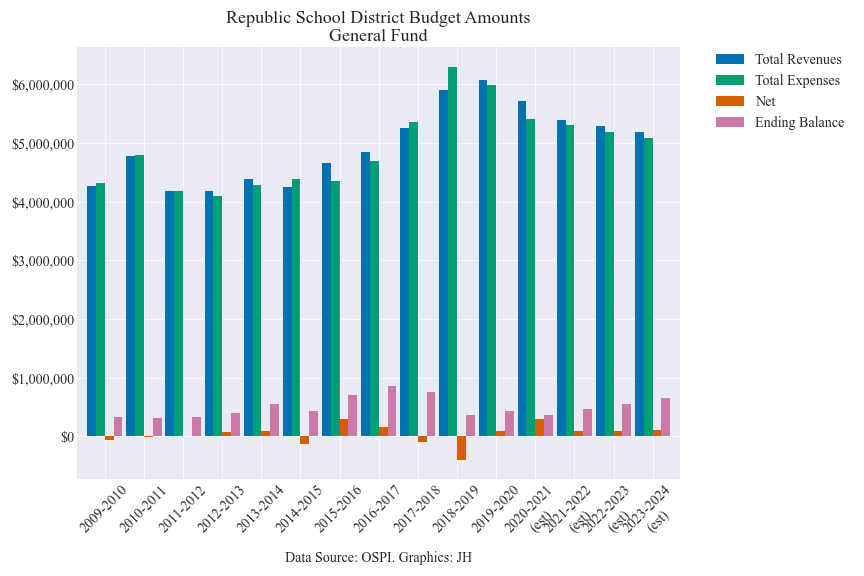 Republic School District Budget Amounts
General Fund
Total Revenues
Total Expenses
Net
Ending Balance
$6,000,000
$5,000,000
$4,000,000
$3,000,000
$2,000,000
$1,000,000
$0
2009-2010
2010-2011
2011-2012
2012-2013
2013-2014
2014-2015
2015-2016
2016-2017
2017-2018
2018-2019
2019-2020
2020-2021
(est)
2021-2022
(est)
2022-2023
(est)
2023-2024
(est)
Data Source: OSPI. Graphics: JH